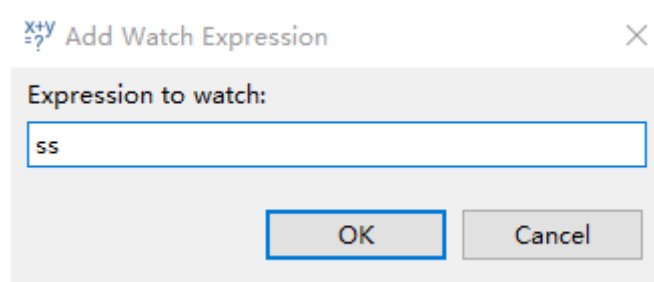 x+y
=?
Add Watch Expression
Expression to watch:
ss
OK
Cancel